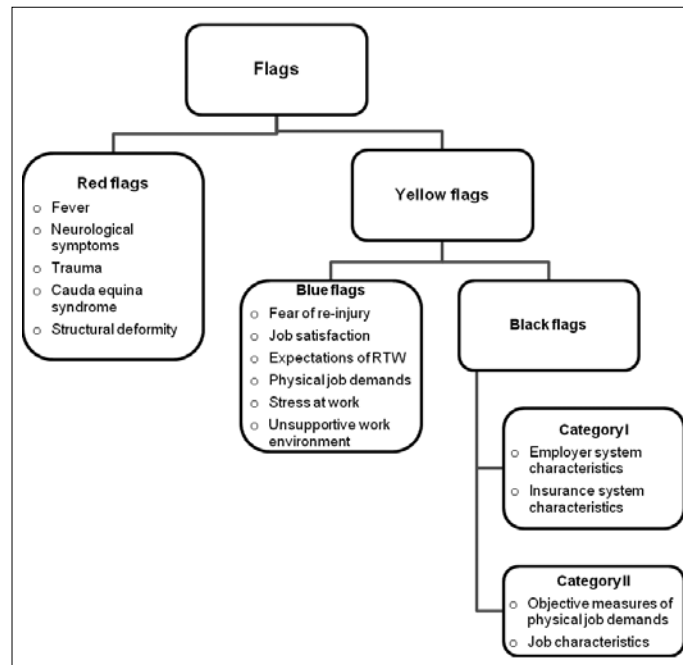 Flags
Red flags
o Fever
o Neurological
symptoms
o Trauma
o Cauda equina
syndrome
o Structural deformity
Yellow flags
Blue flags
o Fear of re-injury
o Job satisfaction
o Expectations of RTW
o Physical job demands
o Stress at work
o Unsupportive work
environment
Black flags
Category I
o Employer system
characteristics
o Insurance system
characteristics
Category II
o Objective measures of
physical job demands
o Job characteristics